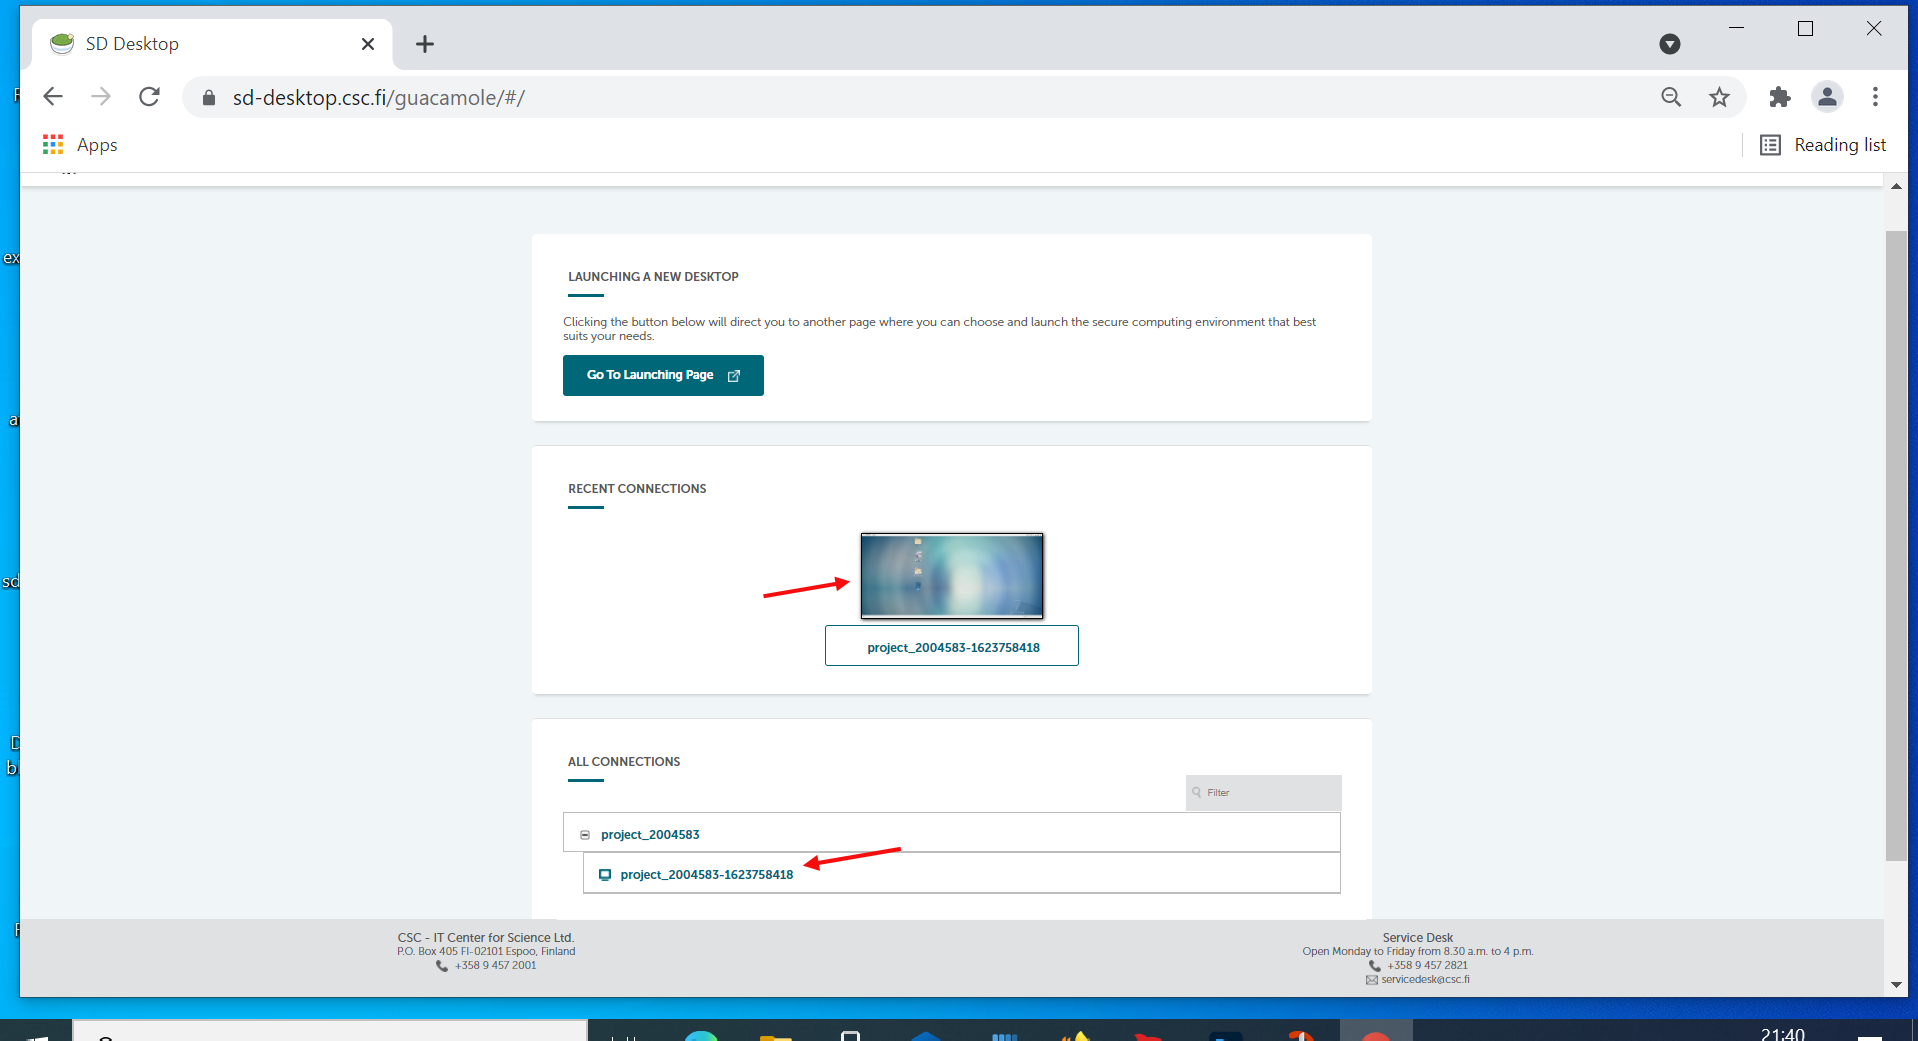 SD Desktop
sd-desktop.csc.fi/guacamole/#/
Apps
Reading list
LAUNCHING A NEW DESKTOP
Clicking the button below will direct you to another page where you can choose and launch the secure computing environment that best
suits your needs.
Go To Launching Page
RECENT CONNECTIONS
project_2004583-1623758418
ALL CONNECTIONS
Filter
project_2004583
project_2004583-1623758418
CSC - IT Center for Science Ltd.
P.O. Box 405 FI-02101 Espoo, Finland
+358 9 457 2001
Service Desk
Open Monday to Friday from 8.30 a.m. to 4 p.m.
+358 9 457 2821
servicedesk@csc.fi
21:40